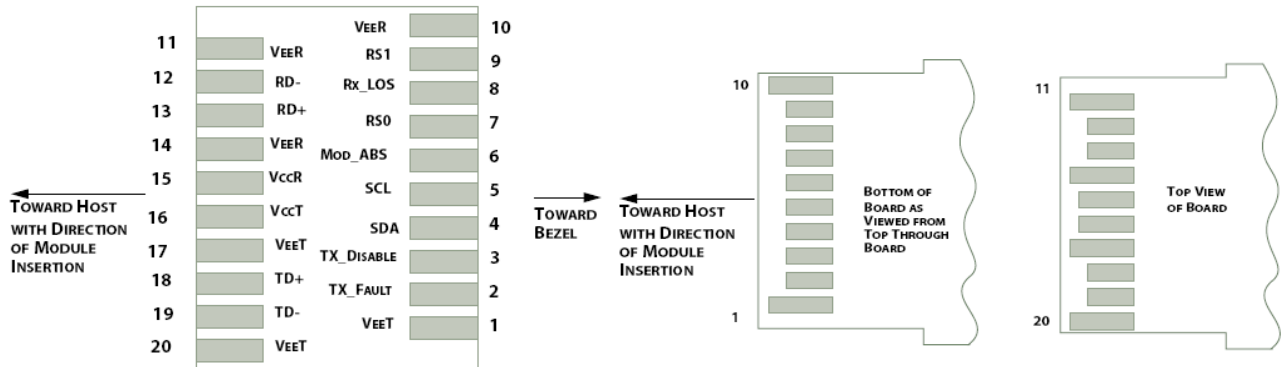 11
12
13
14
15
16
17
18
19
20
VEER
RD-
RD+
VEER
VCCR
VCCT
VEET
TD+
TD-
VEET
VEER
RS1
RX_LOS
RS0
MOD_ABS
SCL
SDA
TX_DISABLE
TX_FAULT
VEET
10
9
8
7
6
5
4
3
2
1
TOWARD HOST
WITH DIRECTION
OF MODULE
INSERTION
TOWARD
BEZEL
TOWARD HOST
WITH DIRECTION
OF MODULE
INSERTION
10
1
BOTTOM OF
BOARD AS
VIEWED FROM
TOP THROUGH
BOARD
11
20
TOP VIEW
OF BOARD